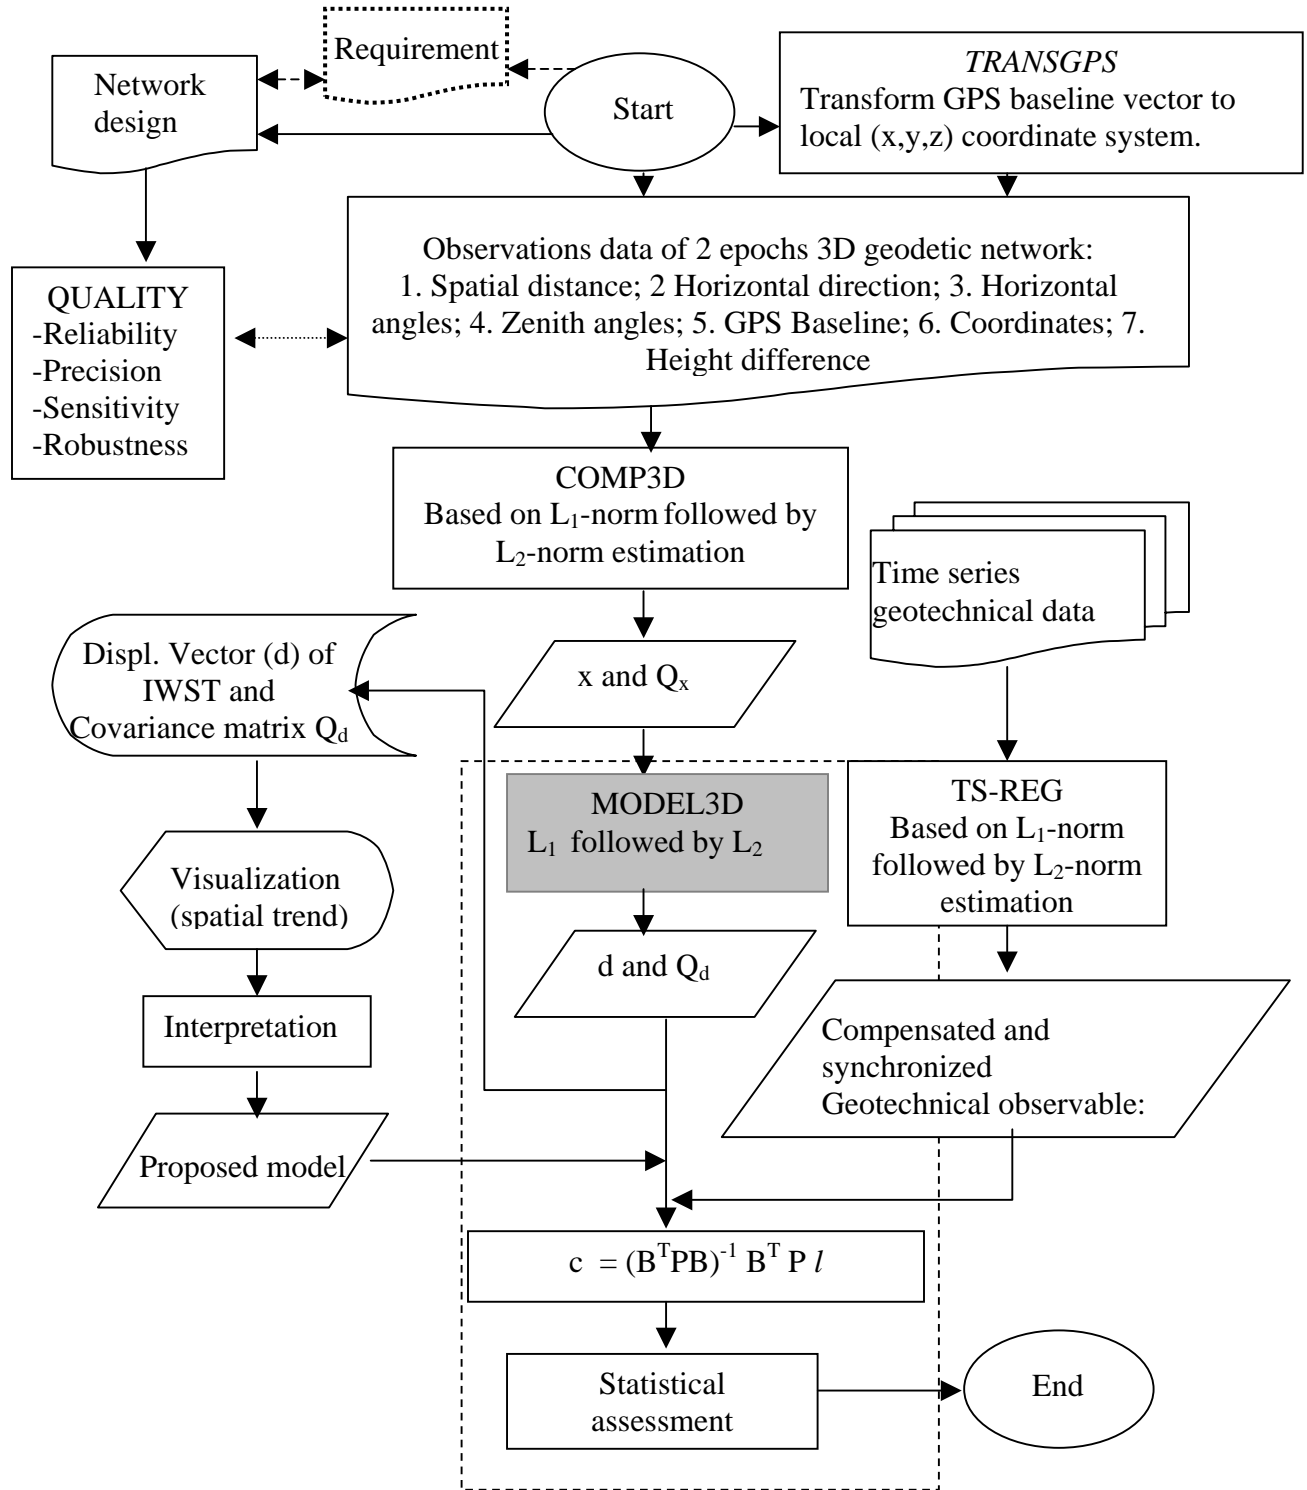 Requirement
Network
design
Start
TRANSGPS
Transform GPS baseline vector to
local (x,y,z) coordinate system.
Observations data of 2 epochs 3D geodetic network:
1. Spatial distance; 2 Horizontal direction; 3. Horizontal
angles; 4. Zenith angles; 5. GPS Baseline; 6. Coordinates; 7.
Height difference
QUALITY
-Reliability
-Precision
-Sensitivity
-Robustness
COMP3D
Based on L₁-norm followed by
L₂-norm estimation
Time series
geotechnical data
Displ. Vector (d) of
IWST and
Covariance matrix Q_d
x and Qₓ
MODEL3D
L₁ followed by L₂
TS-REG
Based on L₁-norm
followed by L₂-norm
estimation
Visualization
(spatial trend)
d and Q_d
Interpretation
Compensated and
synchronized
Geotechnical observable:
Proposed model
c = (BᵀPB)⁻¹ Bᵀ P l
Statistical
assessment
End